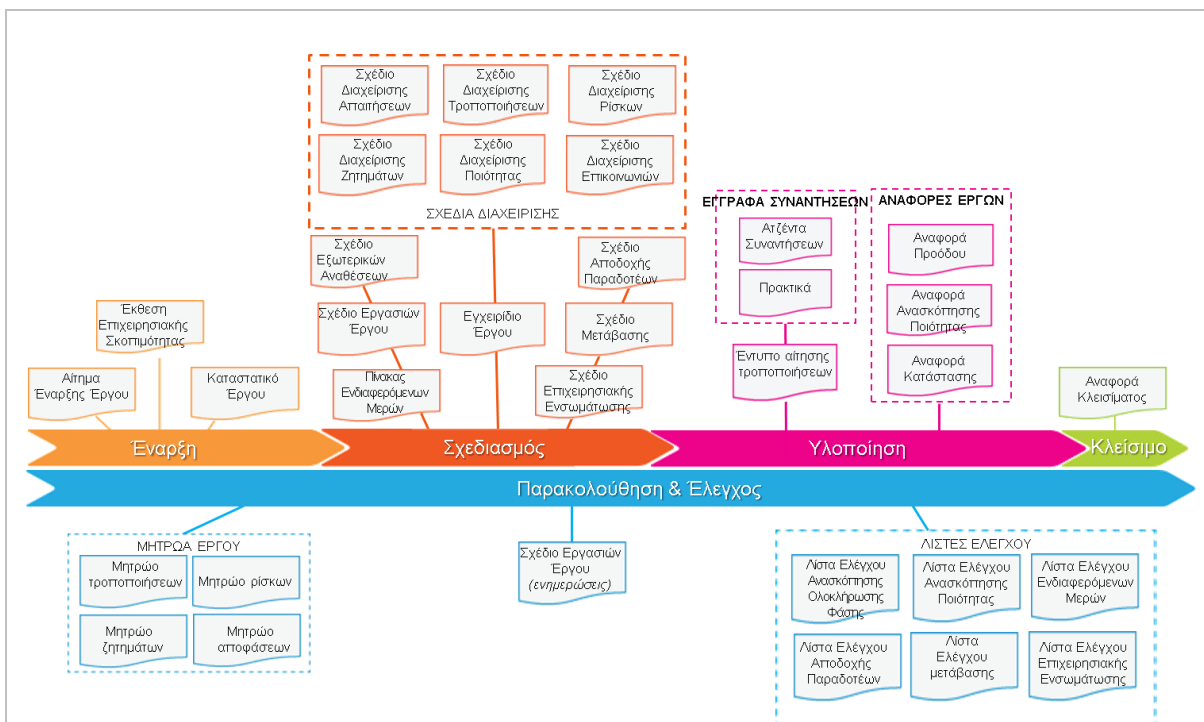 Σχέδιο
Διαχείρισης
Απαιτήσεων
Σχέδιο
Διαχείρισης
Τροποποιήσεων
Σχέδιο
Διαχείρισης
Ρίσκων
Σχέδιο
Διαχείρισης
Ζητημάτων
Σχέδιο
Διαχείρισης
Ποιότητας
Σχέδιο
Διαχείρισης
Επικοινωνιών
ΣΧΕΔΙΑ ΔΙΑΧΕΙΡΙΣΗΣ
Σχέδιο
Εξωτερικών
Αναθέσεων
Σχέδιο
Αποδοχής
Παραδοτέων
Σχέδιο Εργασιών
Έργου
Εγχειρίδιο
Έργου
Σχέδιο
Μετάβασης
Πίνακας
Ενδιαφερόμενων
Μερών
Σχέδιο
Επιχειρησιακής
Ενσωμάτωσης
ΕΓΓΡΑΦΑ ΣΥΝΑΝΤΗΣΕΩΝ
Ατζέντα
Συναντήσεων
Πρακτικά
Έντυπο αίτησης
τροποποιήσεων
ΑΝΑΦΟΡΕΣ ΕΡΓΩΝ
Αναφορά
Προόδου
Αναφορά
Ανασκόπησης
Ποιότητας
Αναφορά
Κατάστασης
Έκθεση
Επιχειρησιακής
Σκοπιμότητας
Αίτημα
Έναρξης Έργου
Καταστατικό
Έργου
Αναφορά
Κλεισίματος
Έναρξη
Σχεδιασμός
Υλοποίηση
Κλείσιμο
Παρακολούθηση & Έλεγχος
ΜΗΤΡΩΑ ΕΡΓΟΥ
Μητρώο
τροποποιήσεων
Μητρώο ρίσκων
Μητρώο
ζητημάτων
Μητρώο
αποφάσεων
Σχέδιο Εργασιών
Έργου
(ενημερώσεις)
ΛΙΣΤΕΣ ΕΛΕΓΧΟΥ
Λίστα Ελέγχου
Ανασκόπησης
Ολοκλήρωσης
Φάσης
Λίστα Ελέγχου
Ανασκόπησης
Ποιότητας
Λίστα Ελέγχου
Ενδιαφερόμενων
Μερών
Λίστα Ελέγχου
Αποδοχής
Παραδοτέων
Λίστα
Ελέγχου
μετάβασης
Λίστα Ελέγχου
Επιχειρησιακής
Ενσωμάτωσης